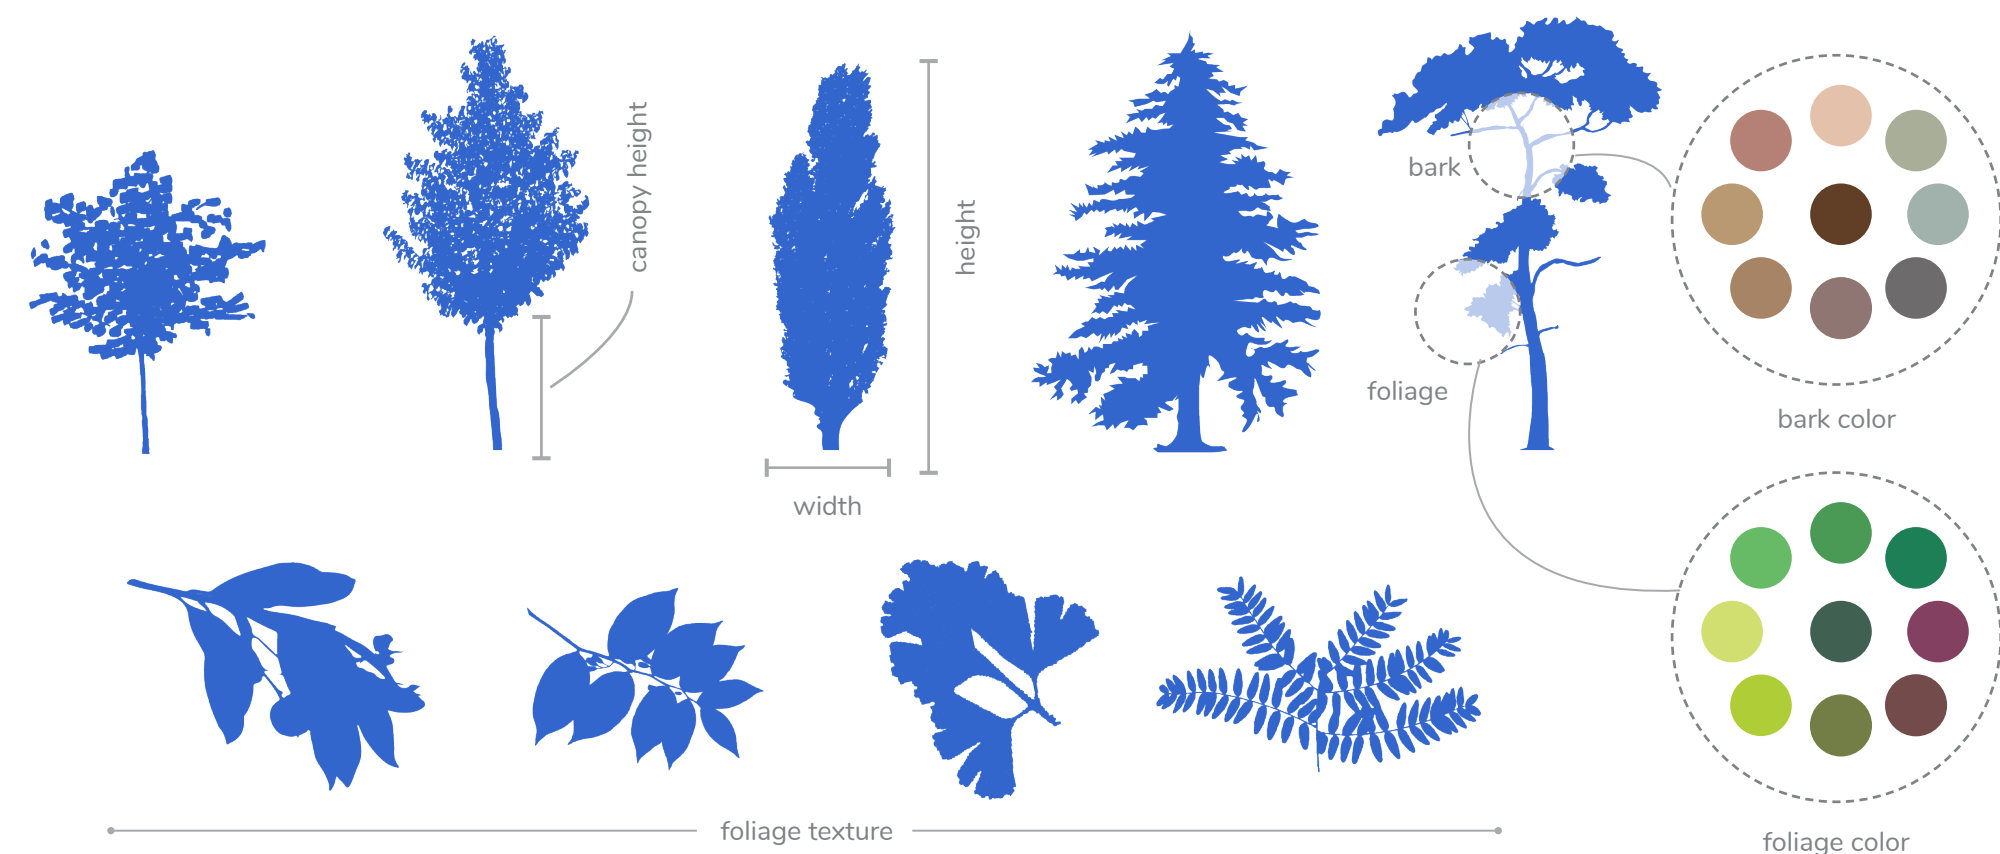 canopy height
height
bark
foliage
width
bark color
foliage texture
foliage color